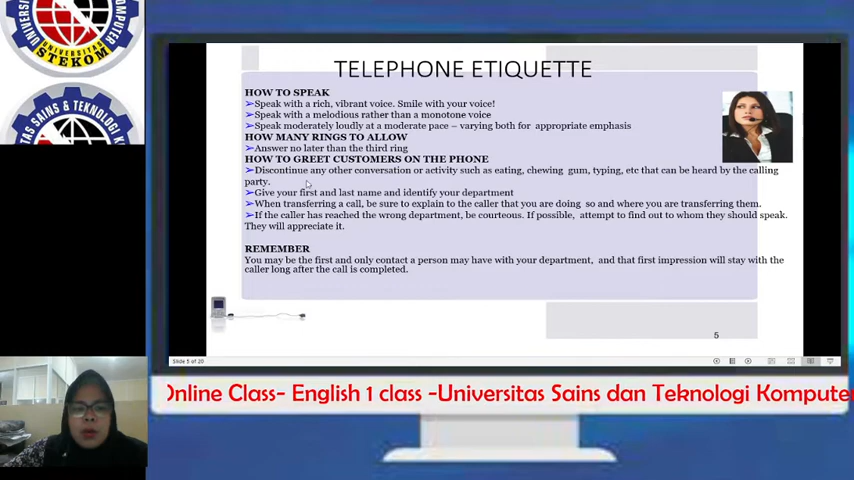 UNIVERSITAS
KOMPUTER
UNIVERSITAS
STEKOM
TAS SAINS & TEKNOLOGI KOMPUTER
TELEPHONE ETIQUETTE
HOW TO SPEAK
➢Speak with a rich, vibrant voice. Smile with your voice!
➢Speak with a melodious rather than a monotone voice
➢Speak moderately loudly at a moderate pace – varying both for appropriate emphasis
HOW MANY RINGS TO ALLOW
➢Answer no later than the third ring
HOW TO GREET CUSTOMERS ON THE PHONE
➢Discontinue any other conversation or activity such as eating, chewing gum, typing, etc that can be heard by the calling
party.
➢Give your first and last name and identify your department
➢When transferring a call, be sure to explain to the caller that you are doing so and where you are transferring them.
➢If the caller has reached the wrong department, be courteous. If possible, attempt to find out to whom they should speak.
They will appreciate it.
REMEMBER
You may be the first and only contact a person may have with your department, and that first impression will stay with the
caller long after the call is completed.
5
Slide 5 of 20
Online Class- English 1 class -Universitas Sains dan Teknologi Komputer